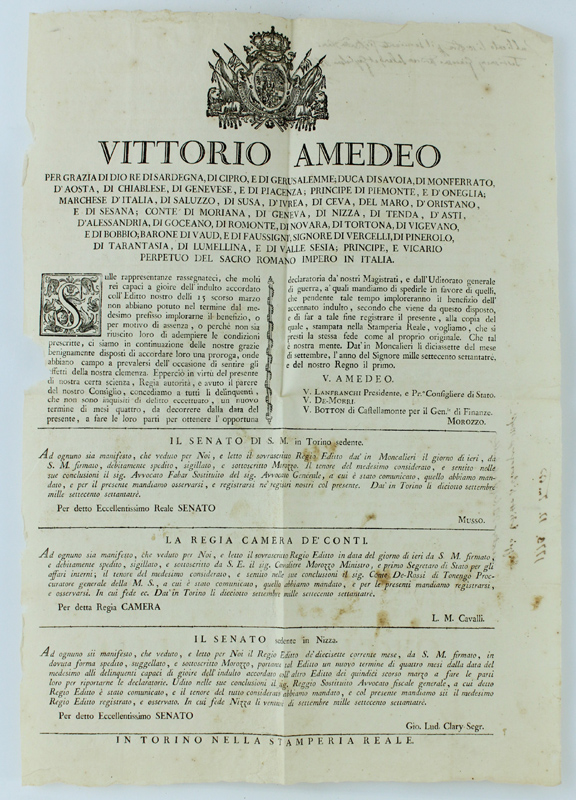 VITTORIO AMEDEO
PER GRAZIA DI DIO RE DI SARDEGNA, DI CIPRO, E DI GERUSALEMME; DUCA DI SAVOIA, DI MONFERRATO,
D'AOSTA, DI CHIABLESE, DI GENEVESE, E DI PIACENZA; PRINCIPE DI PIEMONTE, E D'ONEGLIA;
MARCHESE D'ITALIA, DI SALUZZO, DI SUSA, D'IVREA, DI CEVA, DEL MARO, D'ORISTANO,
E DI SESANA; CONTE DI MORIANA, DI GENEVA, DI NIZZA, DI TENDA, D'ASTI,
D'ALESSANDRIA, DI GOCEANO, DI ROMONTE, DI NOVARA, DI TORTONA, DI VIGEVANO,
E DI BOBBIO; BARONE DI VAUD, E DI FAUSSIGNI; SIGNORE DI VERCELLI, DI PINEROLO,
DI TARANTASIA, DI LUMELLINA, E DI VALLE SESIA; PRINCIPE, E VICARIO
PERPETUO DEL SACRO ROMANO IMPERO IN ITALIA.
Sulle rappresentanze rassegnateci, che molti
rei capaci a gioire dell'indulto accordato
coll'Editto nostro delli 15 scorso marzo
non abbiano potuto nel termine dal me-
desimo prefisso implorarne il benefizio, o
per motivo di assenza, o perchè non sia
riuscito loro di adempiere le condizioni
prescritte, ci siamo in continuazione delle nostre grazie
benignamente disposti di accordare loro una proroga, onde
abbiano campo a prevalersi dell'occasione di sentire gli
effetti della nostra clemenza. Epperciò in virtù del presente
di nostra certa scienza, Regia autorità, e avuto il parere
del nostro Consiglio, concediamo a tutti li delinquenti,
che non sono inquisiti di delitto eccettuato, un nuovo
termine di mesi quattro, da decorrere dalla data del
presente, a fare le loro parti per ottenere l'opportuna
declaratoria da' nostri Magistrati, e dall'Uditorato generale
di guerra, a' quali mandiamo di spedirle in favore di quelli,
che pendente tale tempo imploreranno il benefizio dell'
accennato indulto, secondo che viene da questo disposto,
e di far a tale fine registrare il presente, alla copia del
quale, stampata nella Stamperia Reale, vogliamo, che si
presti la stessa fede come al proprio originale. Che tal
è nostra mente. Dat' in Moncalieri li diciassette del mese
di settembre, l'anno del Signore mille settecento settantatrè,
e del nostro Regno il primo.
V. AMEDEO.
V. LANFRANCHI Presidente, e Pe. Consigliere di Stato.
V. DE-MORRI.
V. BOTTON di Castellamonte per il Gen. di Finanze.
MOROZZO.
IL SENATO DI S. M. in Torino sedente.
Ad ognuno sia manifesto, che veduto per Noi, e letto il sovrascritto Regio Editto dat' in Moncalieri il giorno di ieri, da
S. M. firmato, debitamente spedito, sigillato, e sottoscritto Morozzo. Il tenore del medesimo considerato, e sentito nelle
sue conclusioni il sig. Avvocato Fabar Sostituto del sig. Avvocato Generale, a cui è stato comunicato, quello abbiamo man-
dato, e per il presente mandiamo osservarsi, e registrarsi ne' registri nostri col presente. Dat' in Torino li diciotto settembre
mille settecento settantatrè.
Per detto Eccellentissimo Reale SENATO
MUSSO.
LA REGIA CAMERA DE' CONTI.
Ad ognuno sia manifesto, che veduto per Noi, e letto il sovrascritto Regio Editto in data del giorno di ieri da S. M. firmato,
e debitamente spedito, sigillato, e sottoscritto da S. E. il sig. Cavaliere Morozzo Ministro, e primo Segretaro di Stato per gli
affari interni; il tenore del medesimo considerato, e sentito nelle sue conclusioni il sig. Conte De-Rossi di Tonengo Proc-
curatore generale della M. S., a cui è stato comunicato, quello abbiamo mandato, e per le presenti mandiamo registrarsi,
e osservarsi. In cui fede ec. Dat' in Torino li diciotto settembre mille settecento settantatrè.
Per detta Regia CAMERA
L. M. Cavalli.
IL SENATO sedente in Nizza.
Ad ognuno sii manifesto, che veduto, e letto per Noi il Regio Editto de' diecisette corrente mese, da S. M. firmato, in
dovuta forma spedito, suggellato, e sottoscritto Morozzo, portante tal Editto un nuovo termine di quattro mesi dalla data del
medesimo alli delinquenti capaci di gioire dell'indulto accordato coll'altro Editto dei quindici scorso marzo a fare le parti
loro per riportarne le declaratorie. Udito nelle sue conclusioni il sig. Reggio Sostituito Avvocato fiscale generale, a cui detto
Regio Editto è stato comunicato, e il tenore del tutto considerato abbiamo mandato, e col presente mandiamo sii il medesimo
Regio Editto registrato, e osservato. In cui fede Nizza li ventuno di settembre mille settecento settantatrè.
Per detto Eccellentissimo SENATO
Gio. Lud. Clary Segr.
IN TORINO NELLA STAMPERIA REALE.